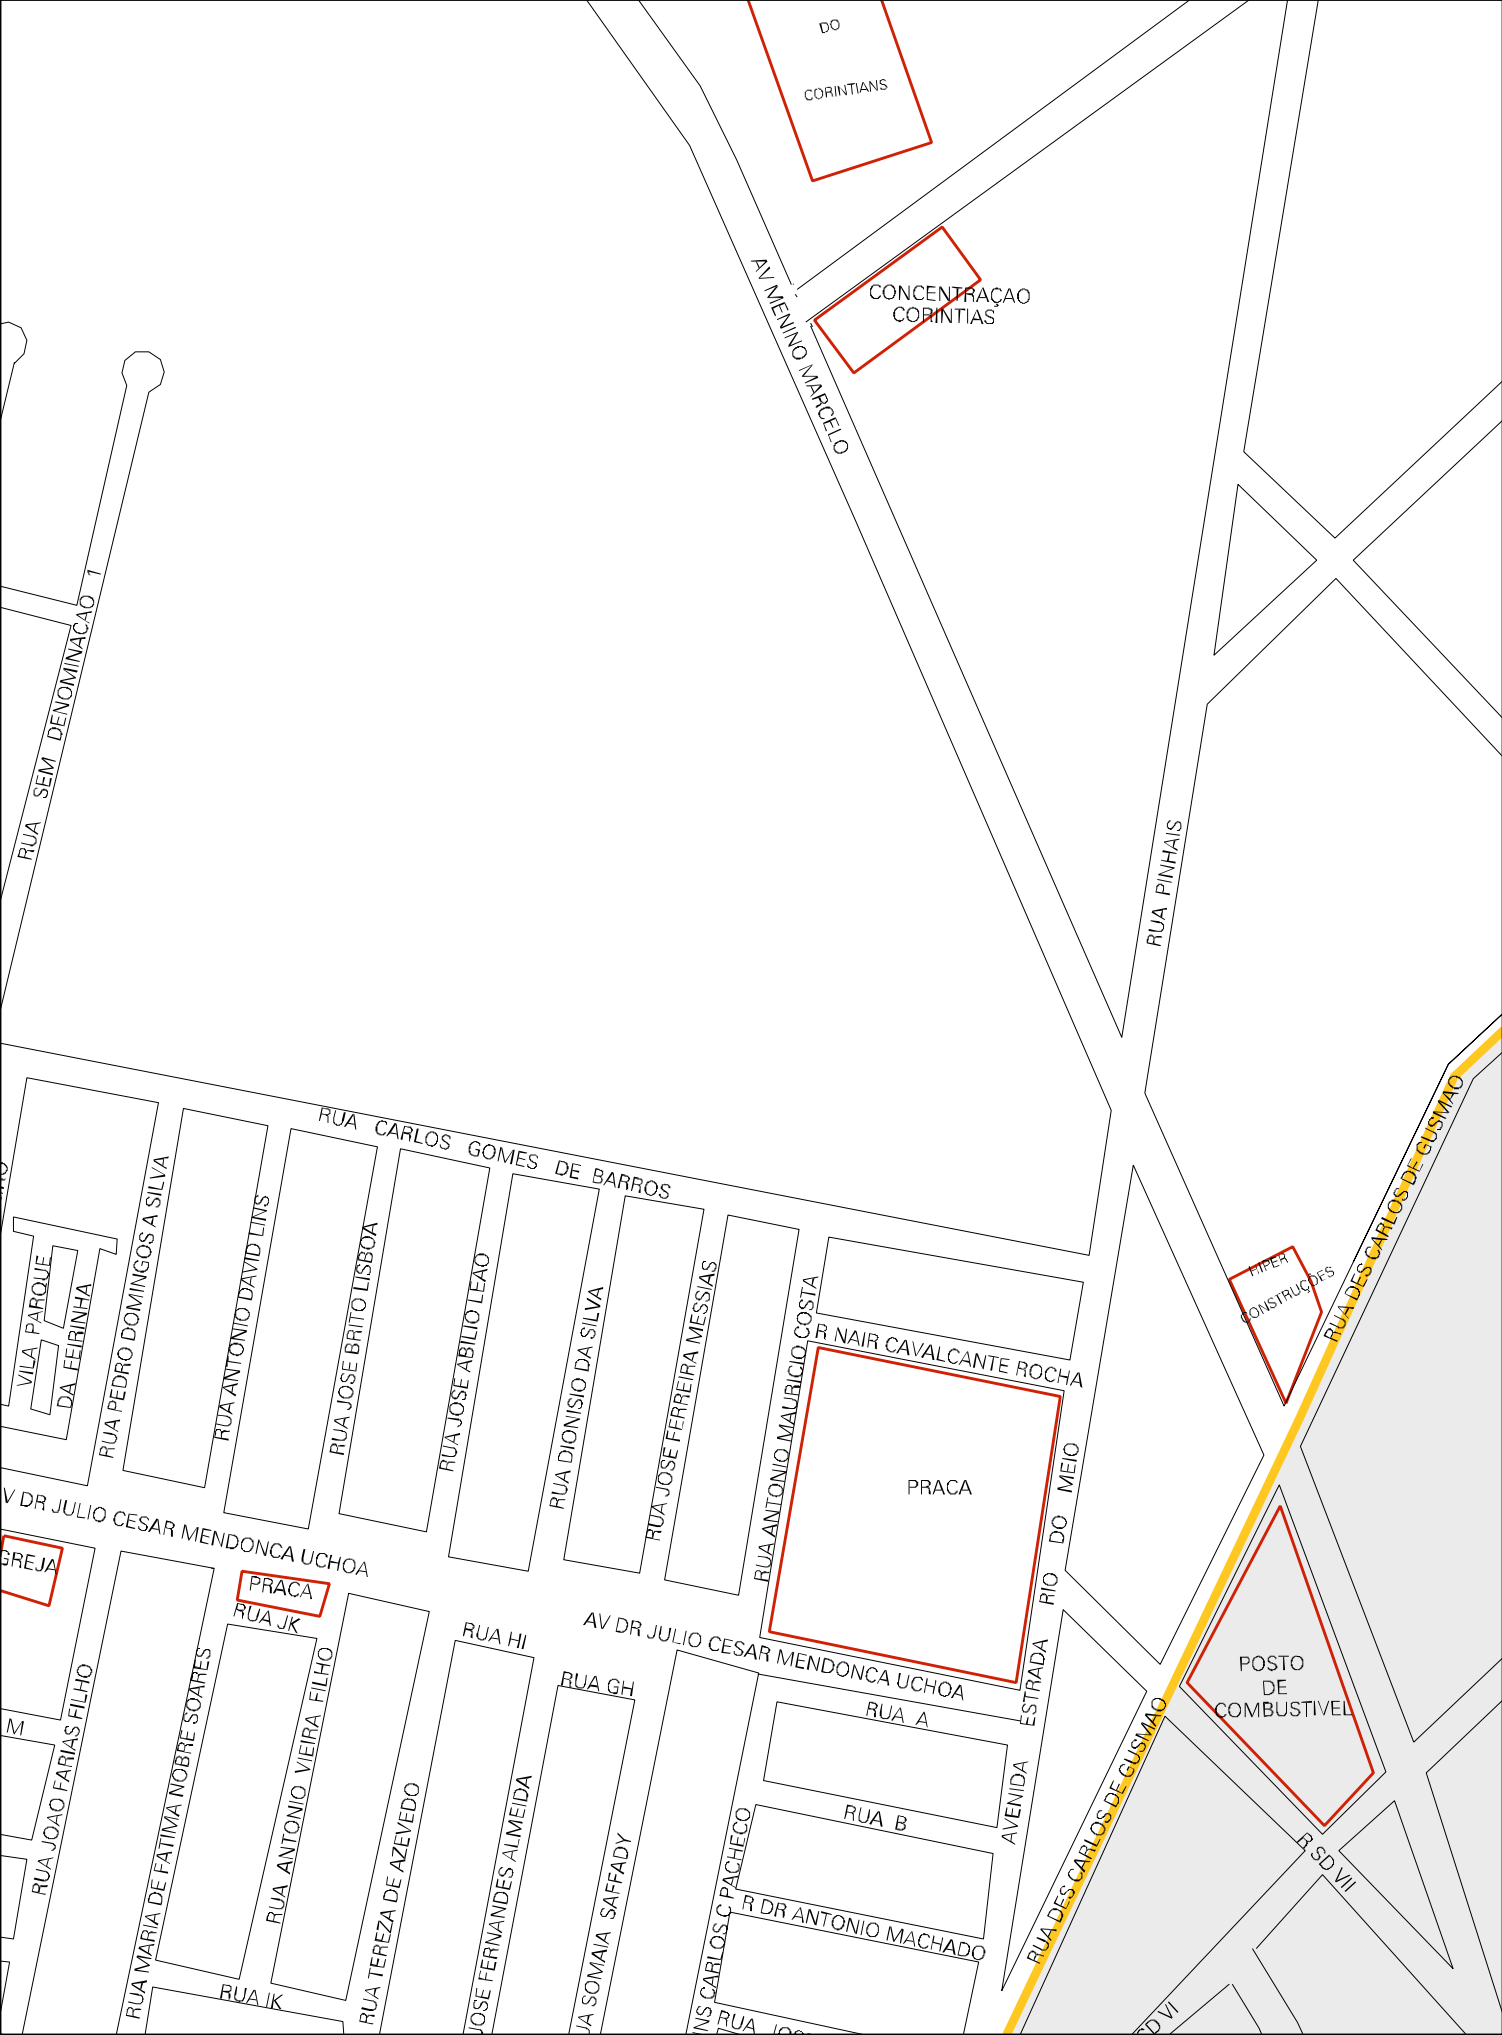 DO
CORINTIANS
AV MENINO MARCELO
CONCENTRAÇAO
CORINTIAS
RUA SEM DENOMINACAO 1
RUA PINHAIS
RUA CARLOS GOMES DE BARROS
RUA DES CARLOS DE GUSMAO
HIPER
CONSTRUÇÕES
VILA PARQUE
DA FEIRINHA
RUA PEDRO DOMINGOS A SILVA
RUA ANTONIO DAVID LINS
RUA JOSE BRITO LISBOA
RUA JOSE ABILIO LEAO
RUA DIONISIO DA SILVA
RUA JOSE FERREIRA MESSIAS
RUA ANTONIO MAURICIO COSTA
R NAIR CAVALCANTE ROCHA
PRACA
AVENIDA ESTRADA RIO DO MEIO
V DR JULIO CESAR MENDONCA UCHOA
GREJA
PRACA
RUA JK
RUA HI
RUA GH
AV DR JULIO CESAR MENDONCA UCHOA
RUA A
RUA B
R DR ANTONIO MACHADO
POSTO
DE
COMBUSTIVEL
RUA DES CARLOS DE GUSMAO
R SD VII
SD VI
M
RUA JOAO FARIAS FILHO
RUA MARIA DE FATIMA NOBRE SOARES
RUA ANTONIO VIEIRA FILHO
RUA TEREZA DE AZEVEDO
JOSE FERNANDES ALMEIDA
UA SOMAIA SAFFADY
INS CARLOS C PACHECO
RUA IK
RUA